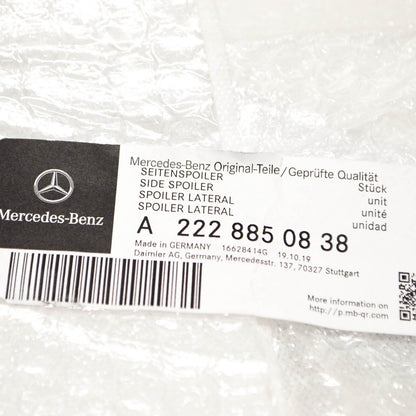 Mercedes-Benz
Mercedes-Benz Original-Teile/Geprüfte Qualität
SEITENSPOILER Stück
SIDE SPOILER unit
SPOILER LATERAL unité
SPOILER LATERAL unidad
A 222 885 08 38
Made in GERMANY 16628414G 19.10.19
Daimler AG, Germany, Mercedesstr. 137, 70327 Stuttgart
More information on
http://p.mb-qr.com/